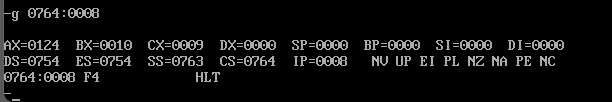 -g 0764:0008
AX=0124 BX=0010 CX=0009 DX=0000 SP=0000 BP=0000 SI=0000 DI=0000
DS=0754 ES=0754 SS=0763 CS=0764 IP=0008 NV UP EI PL NZ NA PE NC
0764:0008 F4 HLT
-_